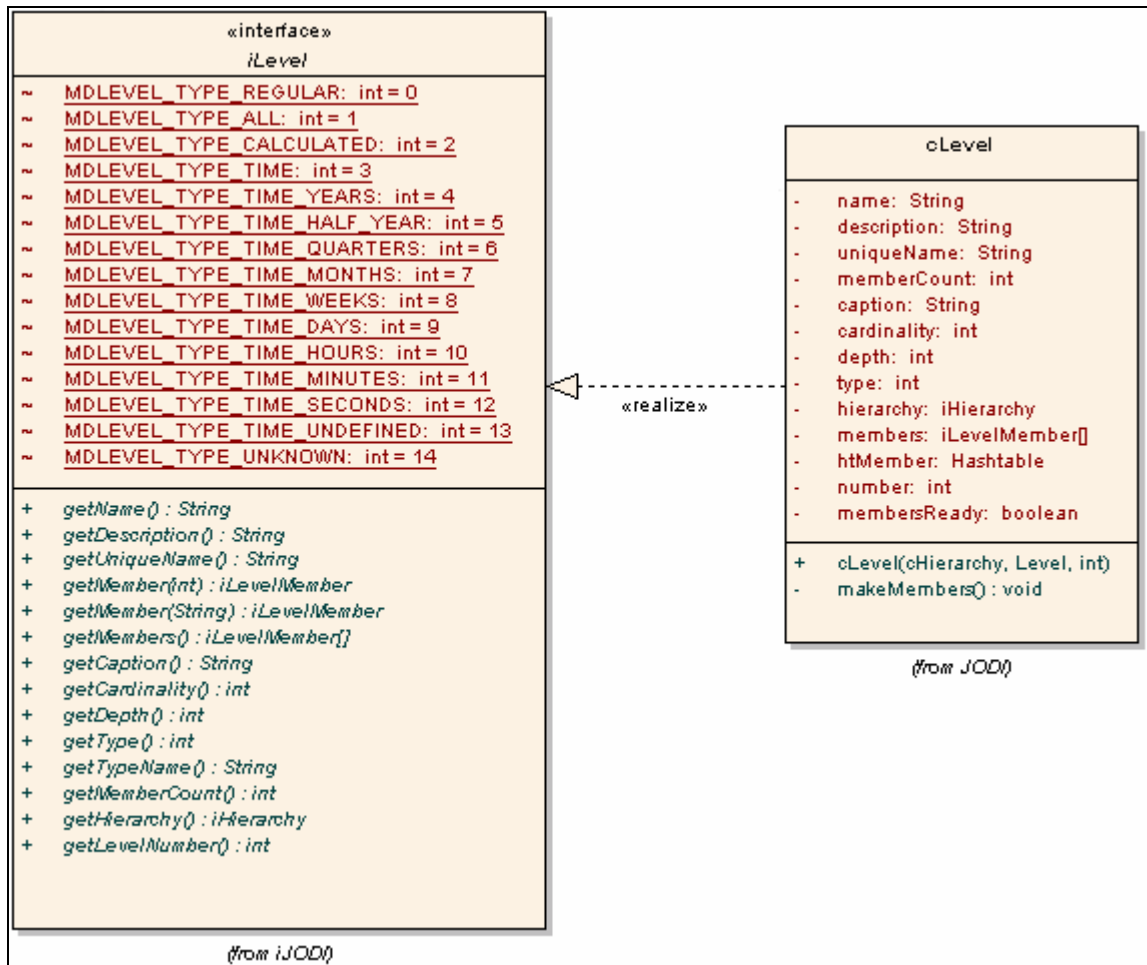 «interface»
iLevel
~ MDLEVEL_TYPE_REGULAR: int = 0
~ MDLEVEL_TYPE_ALL: int = 1
~ MDLEVEL_TYPE_CALCULATED: int = 2
~ MDLEVEL_TYPE_TIME: int = 3
~ MDLEVEL_TYPE_TIME_YEARS: int = 4
~ MDLEVEL_TYPE_TIME_HALF_YEAR: int = 5
~ MDLEVEL_TYPE_TIME_QUARTERS: int = 6
~ MDLEVEL_TYPE_TIME_MONTHS: int = 7
~ MDLEVEL_TYPE_TIME_WEEKS: int = 8
~ MDLEVEL_TYPE_TIME_DAYS: int = 9
~ MDLEVEL_TYPE_TIME_HOURS: int = 10
~ MDLEVEL_TYPE_TIME_MINUTES: int = 11
~ MDLEVEL_TYPE_TIME_SECONDS: int = 12
~ MDLEVEL_TYPE_TIME_UNDEFINED: int = 13
~ MDLEVEL_TYPE_UNKNOWN: int = 14
+ getName() : String
+ getDescription() : String
+ getUniqueName() : String
+ getMember(int) : iLevelMember
+ getMember(String) : iLevelMember
+ getMembers() : iLevelMember[]
+ getCaption() : String
+ getCardinality() : int
+ getDepth() : int
+ getType() : int
+ getTypeName() : String
+ getMemberCount() : int
+ getHierarchy() : iHierarchy
+ getLevelNumber() : int
(from iJODI)
«realize»
cLevel
- name: String
- description: String
- uniqueName: String
- memberCount: int
- caption: String
- cardinality: int
- depth: int
- type: int
- hierarchy: iHierarchy
- members: iLevelMember[]
- htMember: Hashtable
- number: int
- membersReady: boolean
+ cLevel(cHierarchy, Level, int)
- makeMembers() : void
(from JODI)